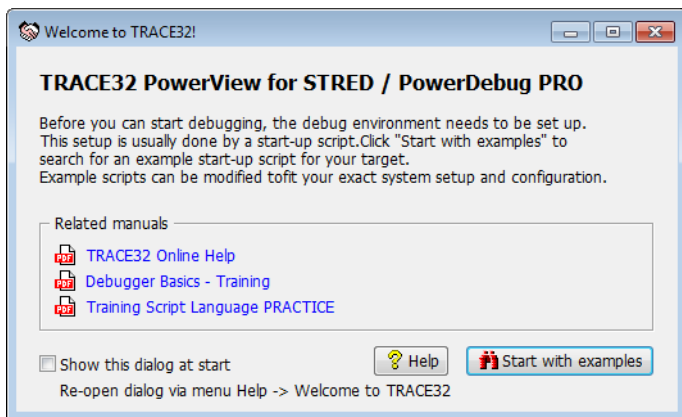 Welcome to TRACE32!
TRACE32 PowerView for STRED / PowerDebug PRO
Before you can start debugging, the debug environment needs to be set up.
This setup is usually done by a start-up script.Click "Start with examples" to
search for an example start-up script for your target.
Example scripts can be modified tofit your exact system setup and configuration.
Related manuals
PDF TRACE32 Online Help
PDF Debugger Basics - Training
PDF Training Script Language PRACTICE
Show this dialog at start
? Help
Start with examples
Re-open dialog via menu Help -> Welcome to TRACE32